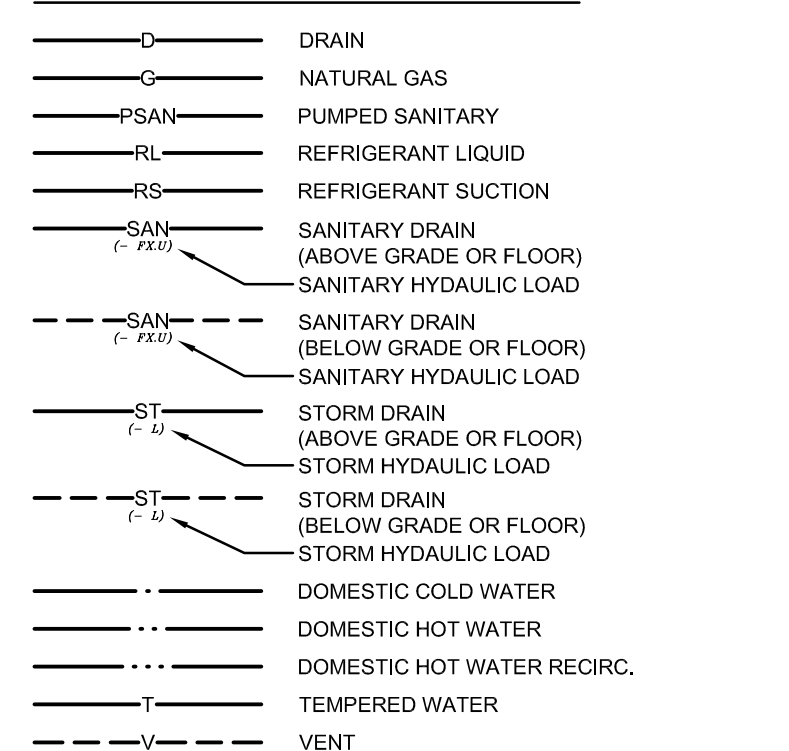 D DRAIN
G NATURAL GAS
PSAN PUMPED SANITARY
RL REFRIGERANT LIQUID
RS REFRIGERANT SUCTION
SAN SANITARY DRAIN
(- FX.U) (ABOVE GRADE OR FLOOR)
SANITARY HYDAULIC LOAD
SAN SANITARY DRAIN
(- FX.U) (BELOW GRADE OR FLOOR)
SANITARY HYDAULIC LOAD
ST STORM DRAIN
(- L) (ABOVE GRADE OR FLOOR)
STORM HYDAULIC LOAD
ST STORM DRAIN
(- L) (BELOW GRADE OR FLOOR)
STORM HYDAULIC LOAD
DOMESTIC COLD WATER
DOMESTIC HOT WATER
DOMESTIC HOT WATER RECIRC.
T TEMPERED WATER
V VENT